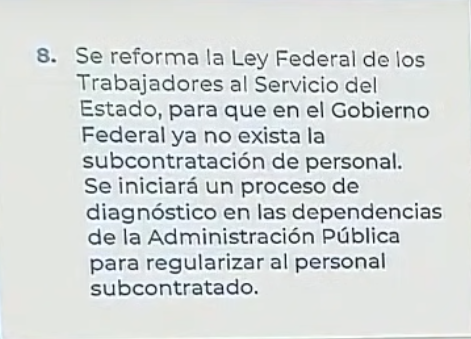 8. Se reforma la Ley Federal de los
Trabajadores al Servicio del
Estado, para que en el Gobierno
Federal ya no exista la
subcontratación de personal.
Se iniciará un proceso de
diagnóstico en las dependencias
de la Administración Pública
para regularizar al personal
subcontratado.